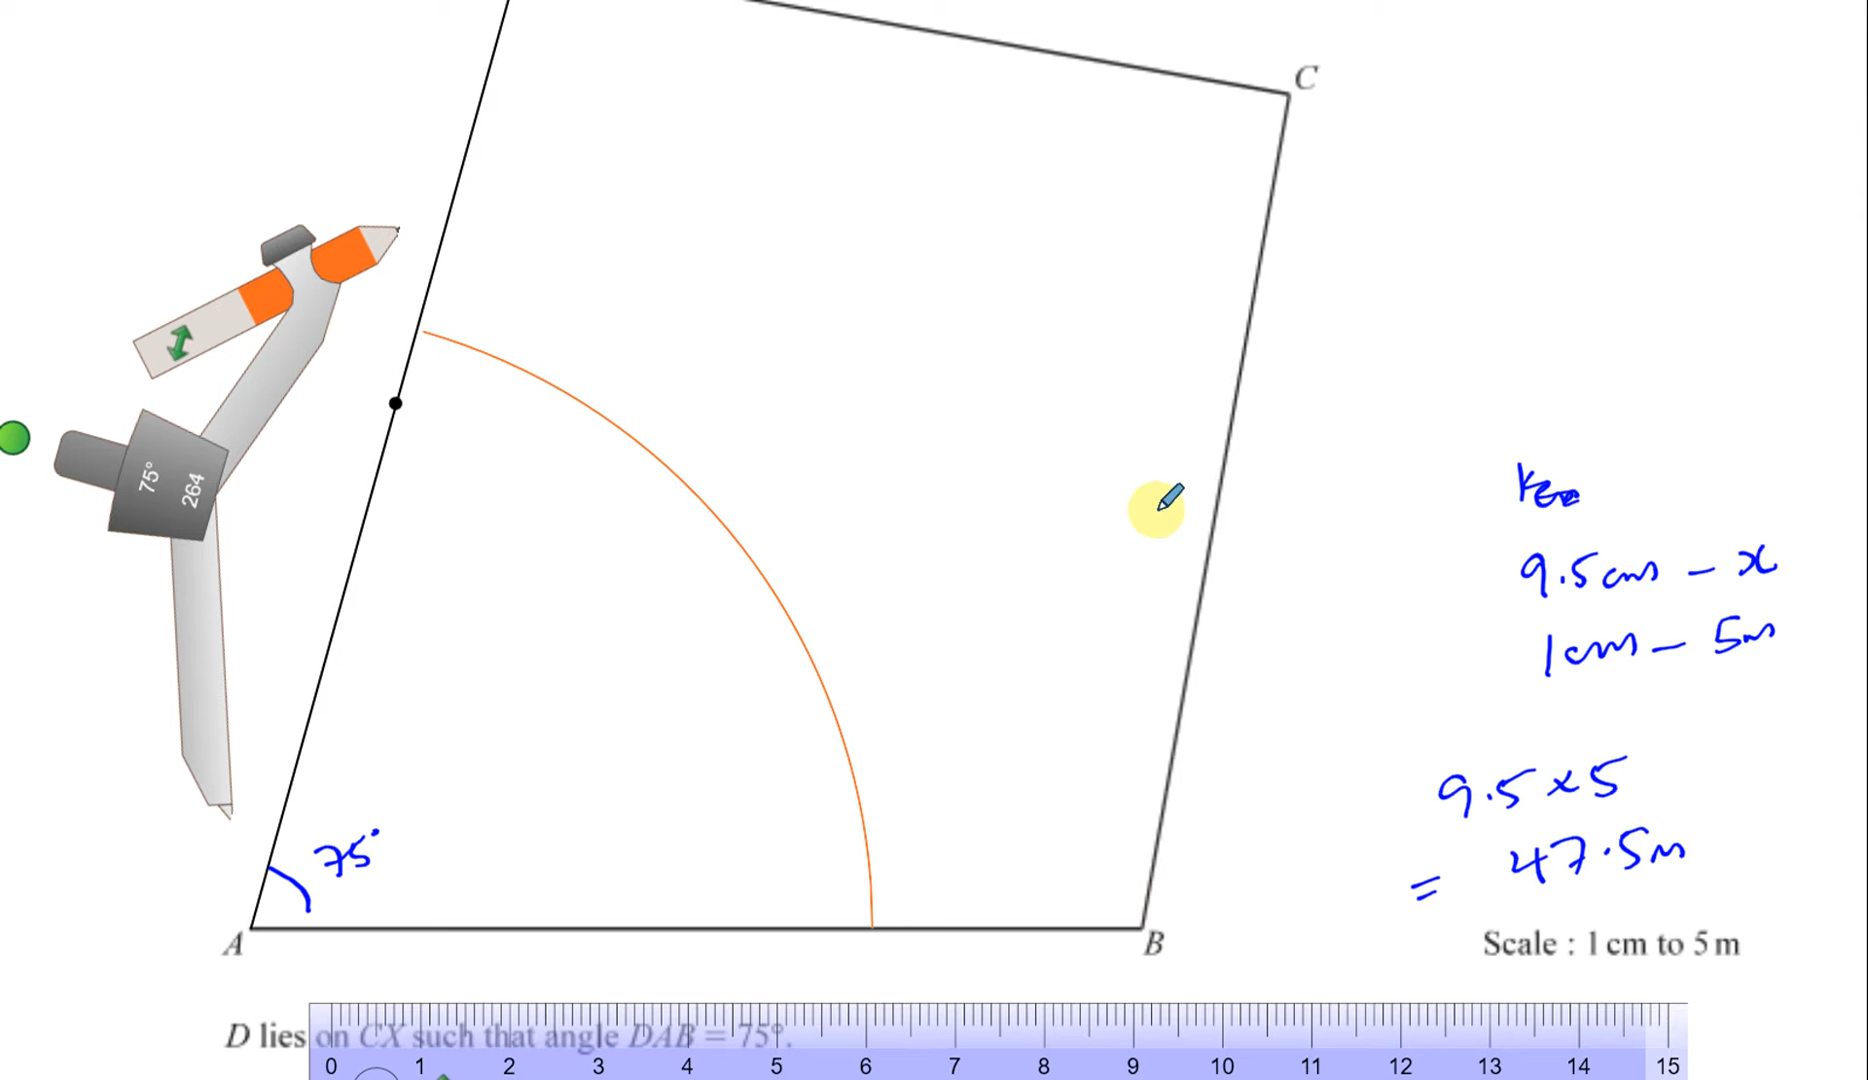 C
75°
264
9.5cm – x
1cm – 5m
9.5 × 5
= 47.5m
75°
A
B
Scale : 1 cm to 5 m
D lies on CX such that angle DAB = 75°.
0 1 2 3 4 5 6 7 8 9 10 11 12 13 14 15